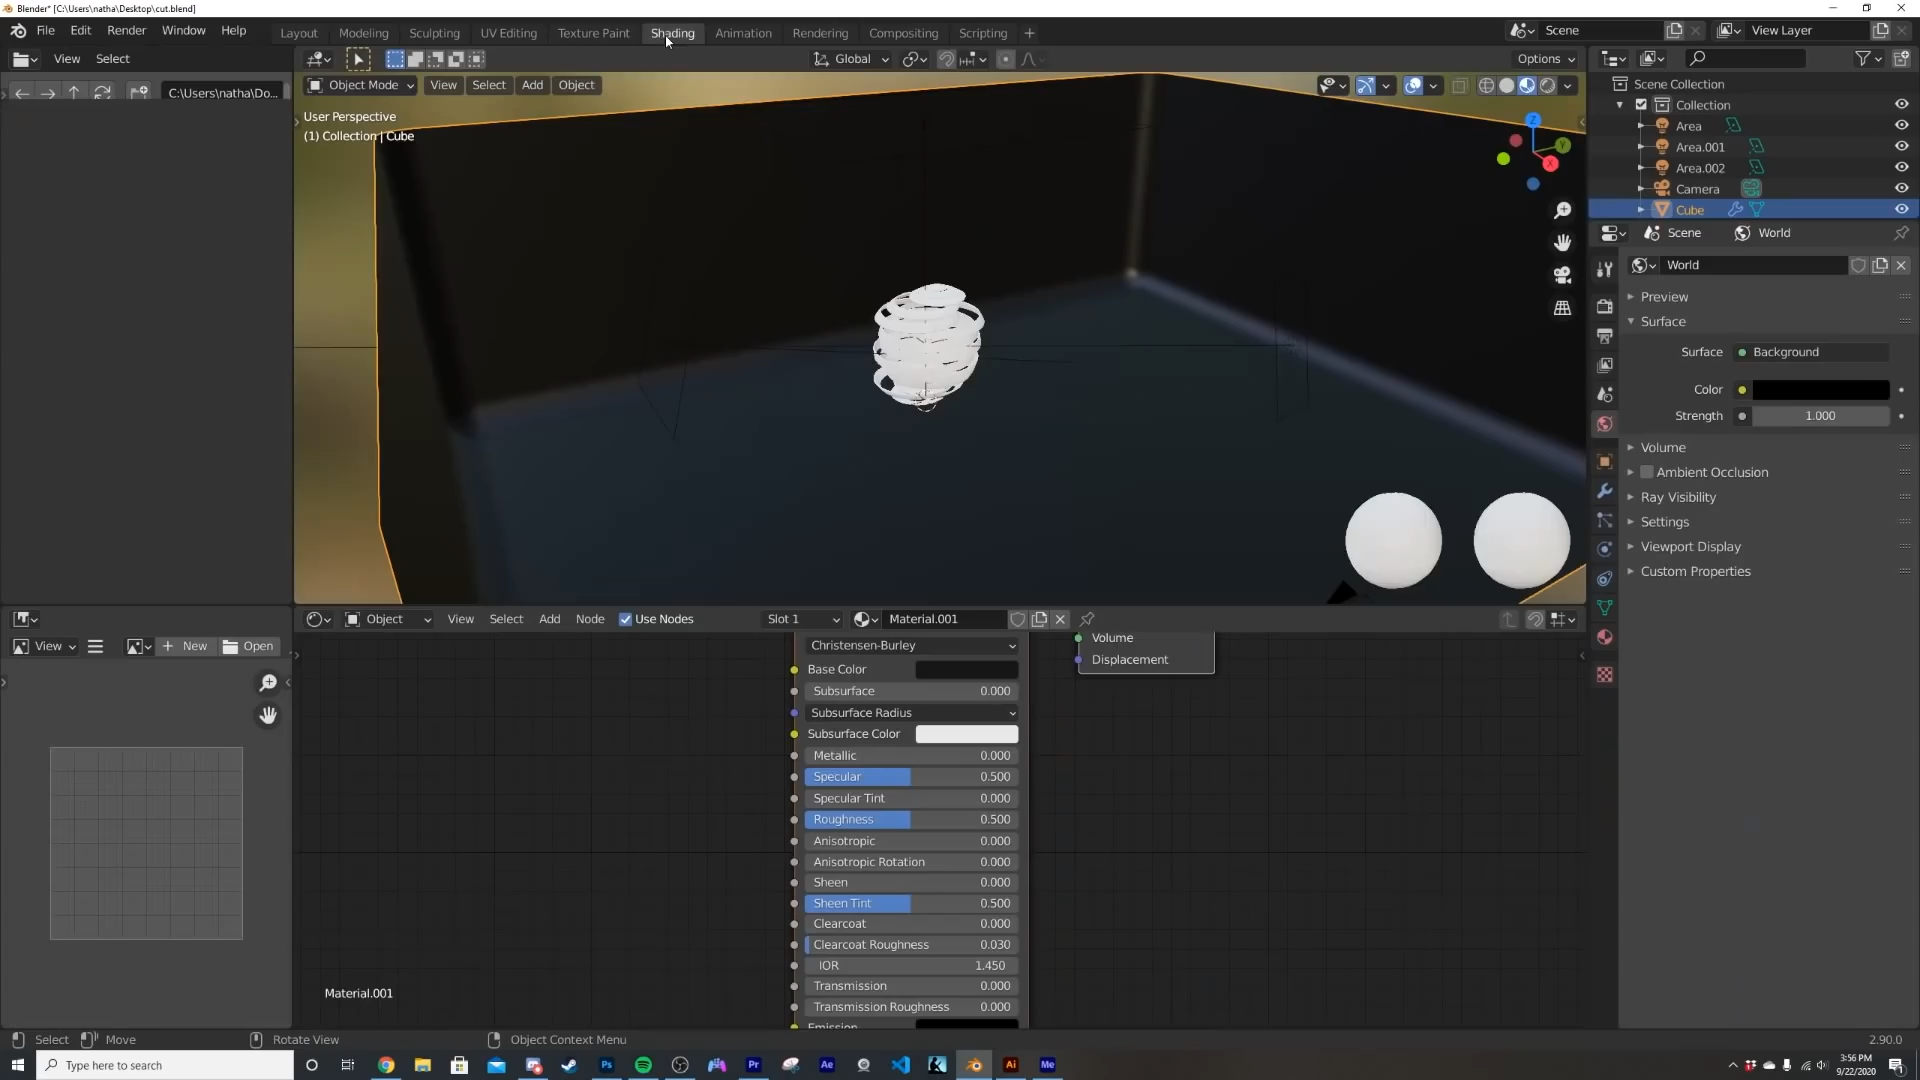 Blender* [C:\Users\natha\Desktop\cut.blend]
File Edit Render Window Help
Layout Modeling Sculpting UV Editing Texture Paint Shading Animation Rendering Compositing Scripting +
Scene
View Layer
View Select
Global
Options
C:\Users\natha\Do...
Object Mode View Select Add Object
User Perspective
(1) Collection | Cube
Z
Y
X
Scene Collection
Collection
Area
Area.001
Area.002
Camera
Cube
Scene World
World
Preview
Surface
Surface Background
Color
Strength 1.000
Volume
Ambient Occlusion
Ray Visibility
Settings
Viewport Display
Custom Properties
View New Open
Object View Select Add Node Use Nodes Slot 1 Material.001
Christensen-Burley
Base Color
Subsurface 0.000
Subsurface Radius
Subsurface Color
Metallic 0.000
Specular 0.500
Specular Tint 0.000
Roughness 0.500
Anisotropic 0.000
Anisotropic Rotation 0.000
Sheen 0.000
Sheen Tint 0.500
Clearcoat 0.000
Clearcoat Roughness 0.030
IOR 1.450
Transmission 0.000
Transmission Roughness 0.000
Emission
Volume
Displacement
Material.001
Select Move Rotate View Object Context Menu 2.90.0
Type here to search
Ps
Pr
Ae
Ai
Me
3:56 PM
9/22/2020